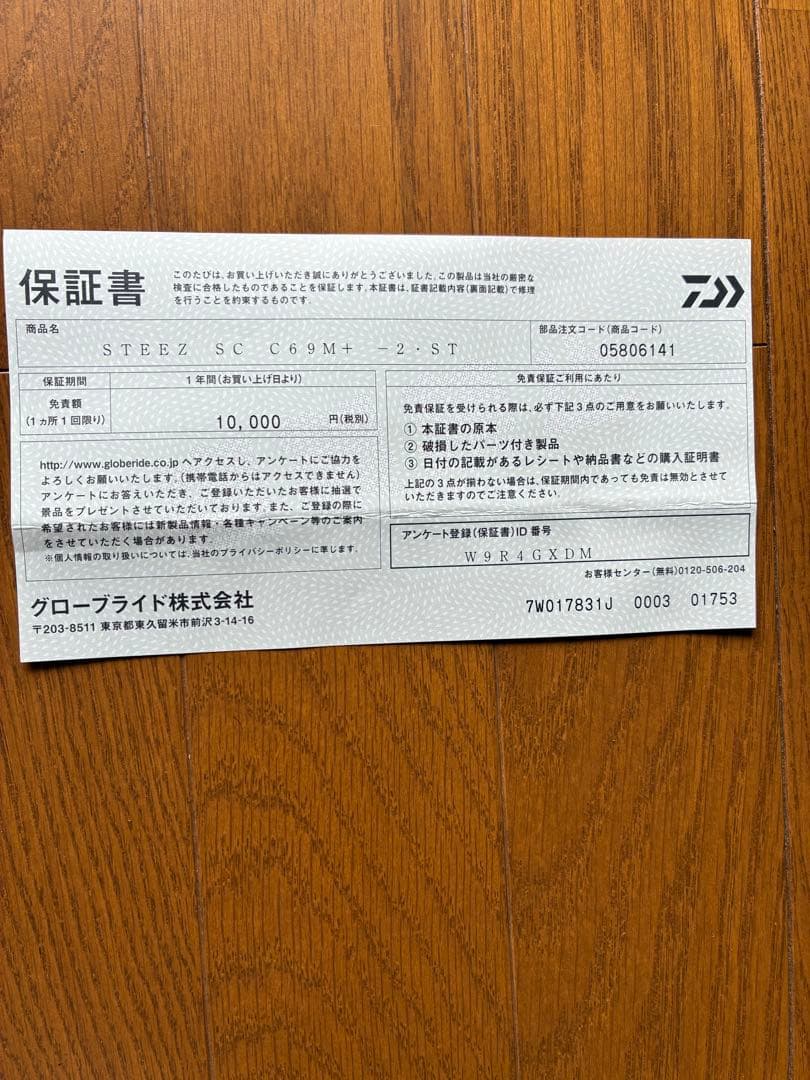 保証書
このたびは、お買い上げいただき誠にありがとうございました。この製品は当社の厳密な
検査に合格したものであることを保証します。本証書は、証書記載内容(裏面記載)で修理
を行うことを約束するものです。
商品名
STEEZ SC C69M+ -2・ST
部品注文コード(商品コード)
05806141
保証期間
1年間(お買い上げ日より)
免責額
(1ヵ所1回限り)
10,000 円(税別)
http://www.globeride.co.jp へアクセスし、アンケートにご協力を
よろしくお願いいたします。(携帯電話からはアクセスできません)
アンケートにお答えいただき、ご登録いただいたお客様に抽選で
景品をプレゼントさせていただいております。また、ご登録の際に
希望されたお客様には新製品情報・各種キャンペーン等のご案内
をさせていただく場合があります。
※個人情報の取り扱いについては、当社のプライバシーポリシーに準じます。
免責保証ご利用にあたり
免責保証を受けられる際は、必ず下記3点のご用意をお願いいたします。
① 本証書の原本
② 破損したパーツ付き製品
③ 日付の記載があるレシートや納品書などの購入証明書
上記の3点が揃わない場合は、保証期間内であっても免責は無効とさせて
いただきますのでご注意ください。
アンケート登録(保証書)ID番号
W9R4GXDM
お客様センター(無料)0120-506-204
グローブライド株式会社
〒203-8511 東京都東久留米市前沢3-14-16
7W017831J 0003 01753